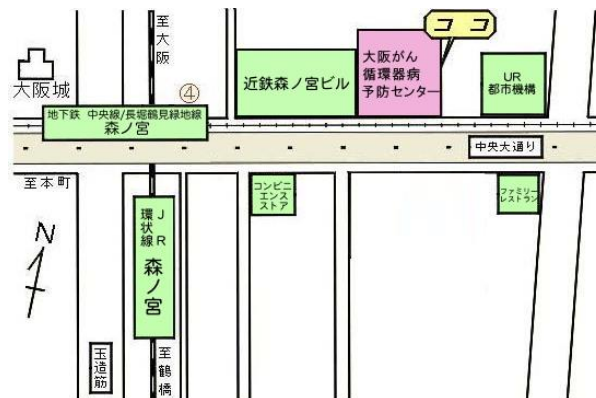 至大阪
ココ
大阪城
④
近鉄森ノ宮ビル
大阪がん
循環器病
予防センター
UR
都市機構
地下鉄 中央線/長堀鶴見緑地線
森ノ宮
中央大通り
至本町
コンビニ
エンス
ストア
ファミリー
レストラン
JR
環状線
森ノ宮
N
玉造筋
至鶴橋